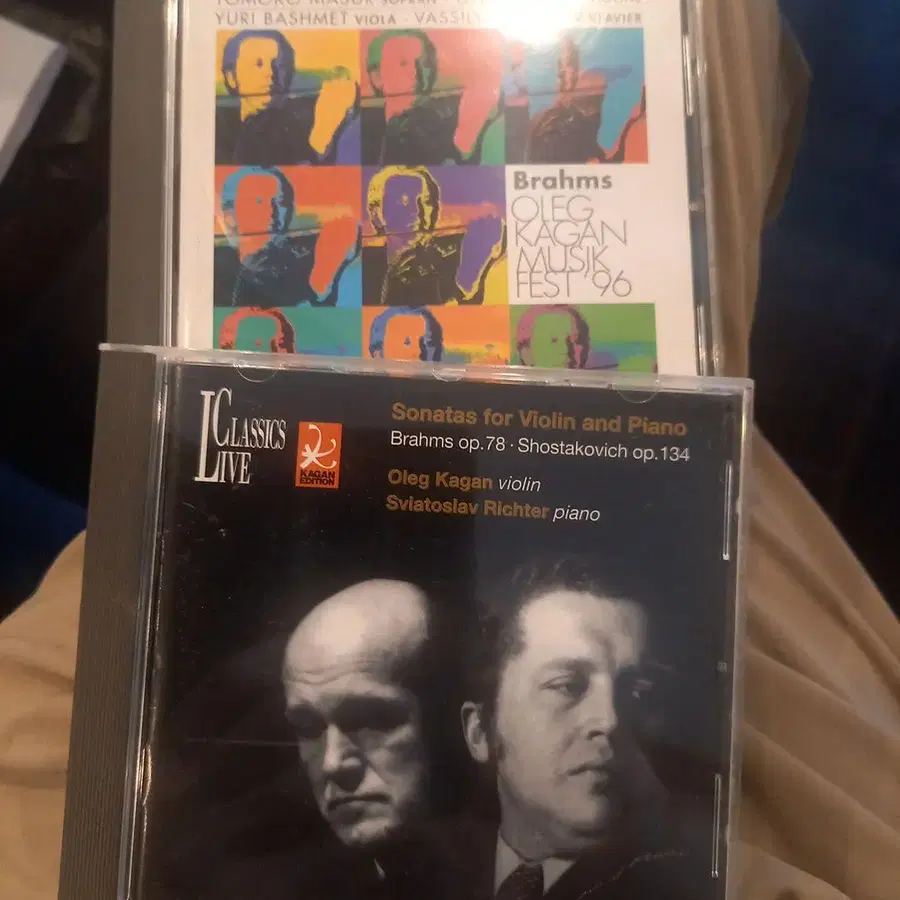 YURI BASHMET VIOLA · VASSILY
KLAVIER
Brahms
OLEG
KAGAN
MUSIK
FEST '96
CLASSICS
LIVE
KAGAN
EDITION
Sonatas for Violin and Piano
Brahms op.78 · Shostakovich op.134
Oleg Kagan violin
Sviatoslav Richter piano